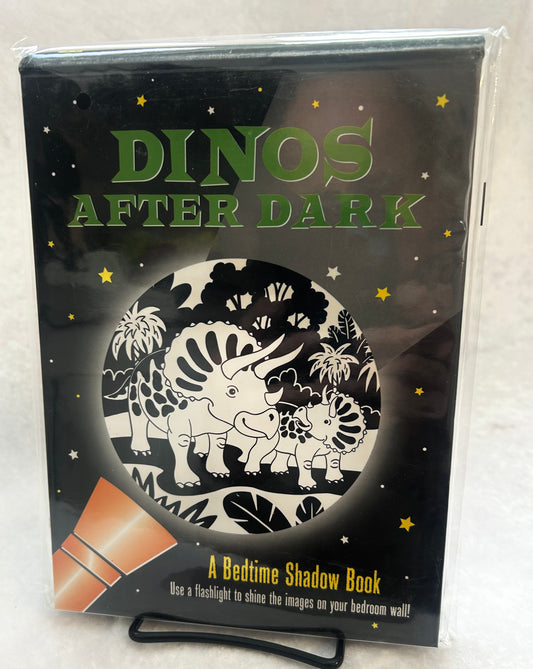 DINOS
AFTER DARK
A Bedtime Shadow Book
Use a flashlight to shine the images on your bedroom wall!